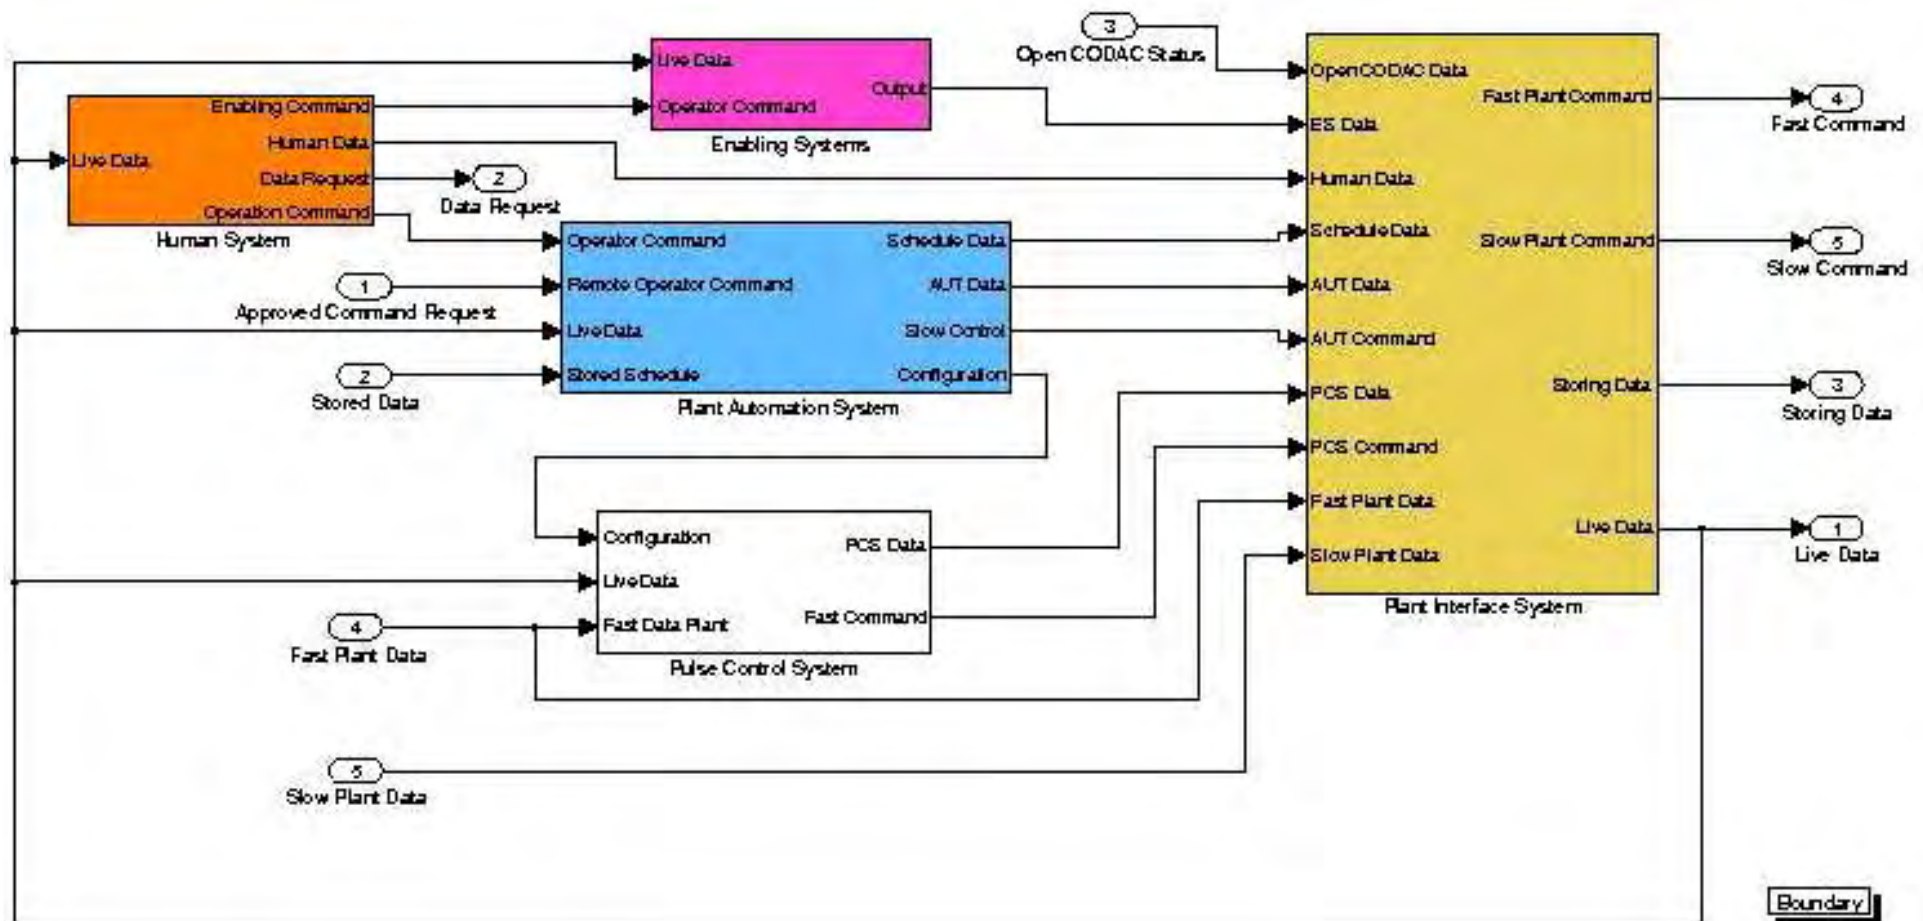 3
Open CODAC Status
Live Data
Operator Command
Output
Enabling Systems
Enabling Command
Human Data
Live Data
Data Request
Operation Command
Human System
2
Data Request
Operator Command
Schedule Data
Remote Operator Command
AUT Data
Live Data
Slow Control
Stored Schedule
Configuration
Plant Automation System
1
Approved Command Request
2
Stored Data
Configuration
PCS Data
Live Data
Fast Data Plant
Fast Command
Pulse Control System
4
Fast Plant Data
5
Slow Plant Data
OpenCODAC Data
Fast Plant Command
ES Data
Human Data
Schedule Data
Slow Plant Command
AUT Data
AUT Command
PCS Data
Storing Data
PCS Command
Fast Plant Data
Live Data
Slow Plant Data
Plant Interface System
4
Fast Command
5
Slow Command
3
Storing Data
1
Live Data
Boundary